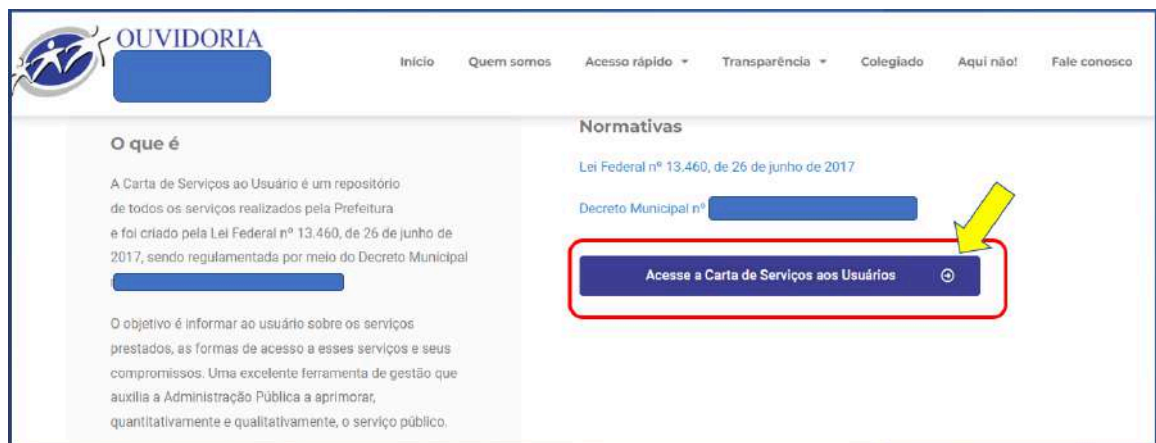 OUVIDORIA
Início Quem somos Acesso rápido Transparência Colegiado Aqui não! Fale conosco
O que é
A Carta de Serviços ao Usuário é um repositório
de todos os serviços realizados pela Prefeitura
e foi criado pela Lei Federal nº 13.460, de 26 de junho de
2017, sendo regulamentada por meio do Decreto Municipal
O objetivo é informar ao usuário sobre os serviços
prestados, as formas de acesso a esses serviços e seus
compromissos. Uma excelente ferramenta de gestão que
auxilia a Administração Pública a aprimorar,
quantitativamente e qualitativamente, o serviço público.
Normativas
Lei Federal nº 13.460, de 26 de junho de 2017
Decreto Municipal nº
Acesse a Carta de Serviços aos Usuários